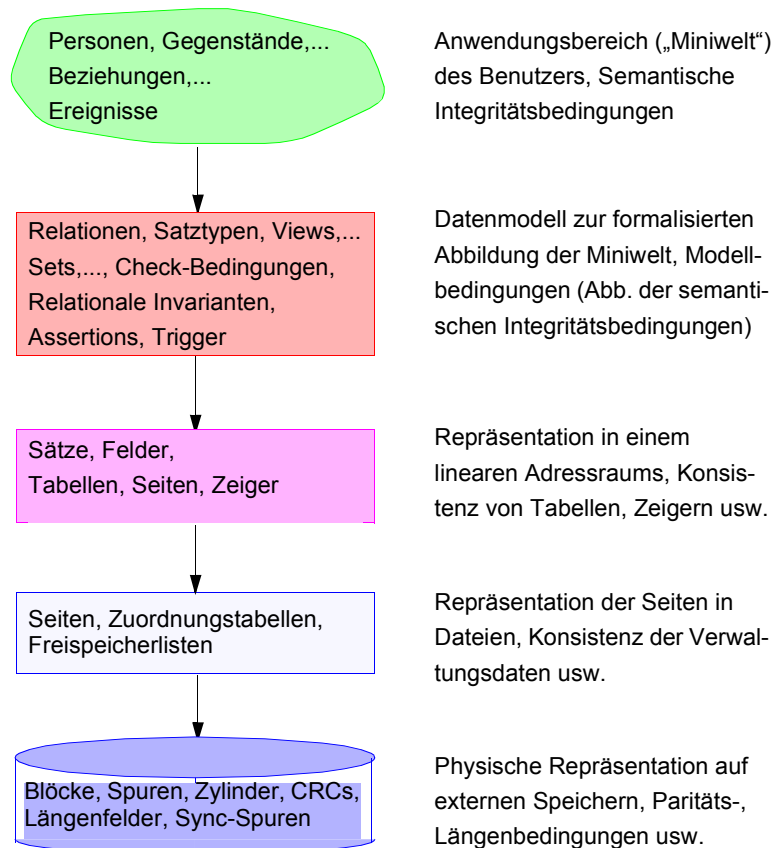 Personen, Gegenstände,...
Beziehungen,...
Ereignisse
Anwendungsbereich („Miniwelt“)
des Benutzers, Semantische
Integritätsbedingungen
Relationen, Satztypen, Views,...
Sets,..., Check-Bedingungen,
Relationale Invarianten,
Assertions, Trigger
Datenmodell zur formalisierten
Abbildung der Miniwelt, Modell-
bedingungen (Abb. der semanti-
schen Integritätsbedingungen)
Sätze, Felder,
Tabellen, Seiten, Zeiger
Repräsentation in einem
linearen Adressraums, Konsis-
tenz von Tabellen, Zeigern usw.
Seiten, Zuordnungstabellen,
Freispeicherlisten
Repräsentation der Seiten in
Dateien, Konsistenz der Verwal-
tungsdaten usw.
Blöcke, Spuren, Zylinder, CRCs,
Längenfelder, Sync-Spuren
Physische Repräsentation auf
externen Speichern, Paritäts-,
Längenbedingungen usw.